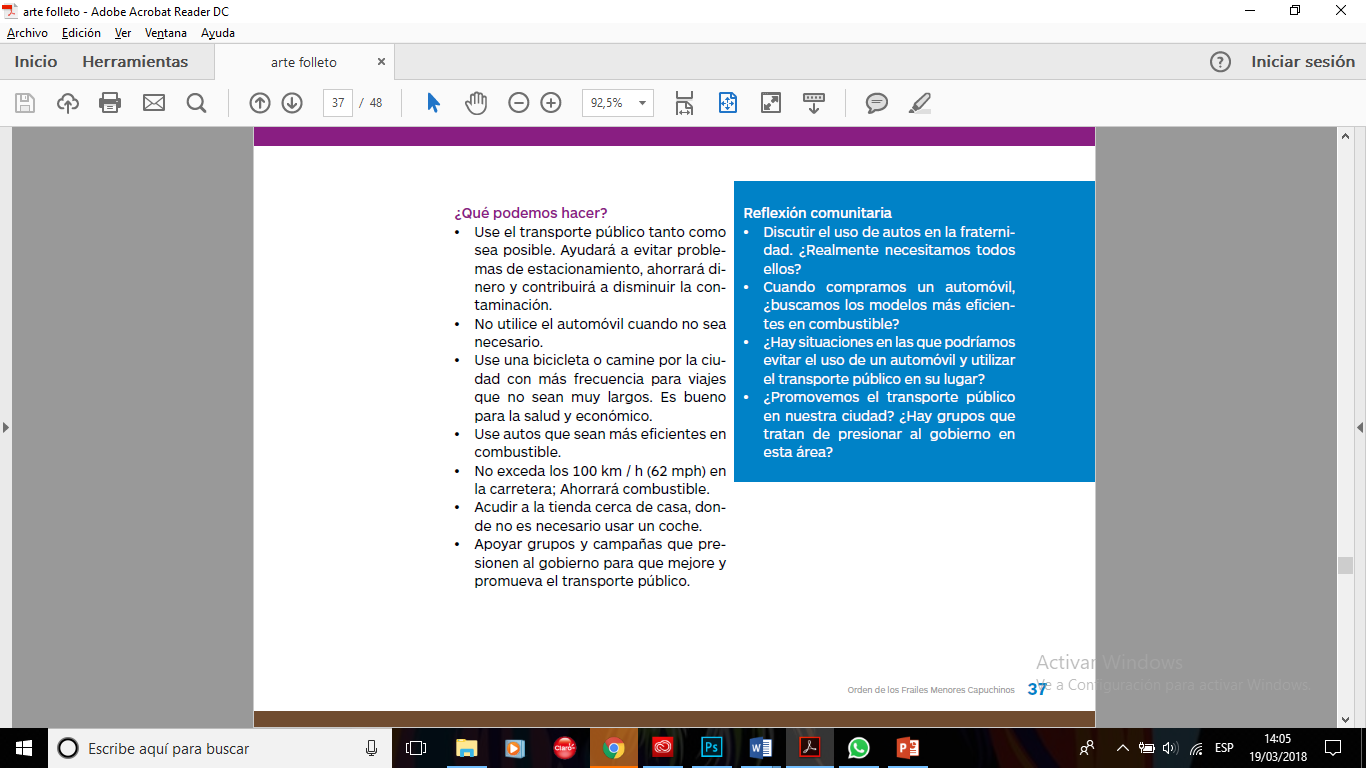 arte folleto - Adobe Acrobat Reader DC
Archivo Edición Ver Ventana Ayuda
Inicio Herramientas arte folleto × ? Iniciar sesión
37 / 48 92,5%
¿Qué podemos hacer?
• Use el transporte público tanto como
sea posible. Ayudará a evitar proble-
mas de estacionamiento, ahorrará di-
nero y contribuirá a disminuir la con-
taminación.
• No utilice el automóvil cuando no sea
necesario.
• Use una bicicleta o camine por la ciu-
dad con más frecuencia para viajes
que no sean muy largos. Es bueno
para la salud y económico.
• Use autos que sean más eficientes en
combustible.
• No exceda los 100 km / h (62 mph) en
la carretera; Ahorrará combustible.
• Acudir a la tienda cerca de casa, don-
de no es necesario usar un coche.
• Apoyar grupos y campañas que pre-
sionen al gobierno para que mejore y
promueva el transporte público.
Reflexión comunitaria
• Discutir el uso de autos en la fraterni-
dad. ¿Realmente necesitamos todos
ellos?
• Cuando compramos un automóvil,
¿buscamos los modelos más eficien-
tes en combustible?
• ¿Hay situaciones en las que podríamos
evitar el uso de un automóvil y utilizar
el transporte público en su lugar?
• ¿Promovemos el transporte público
en nuestra ciudad? ¿Hay grupos que
tratan de presionar al gobierno en
esta área?
Activar Windows
Ve a Configuración para activar Windows.
Orden de los Frailes Menores Capuchinos 37
Escribe aquí para buscar
Claro
Ps
ESP
14:05
19/03/2018